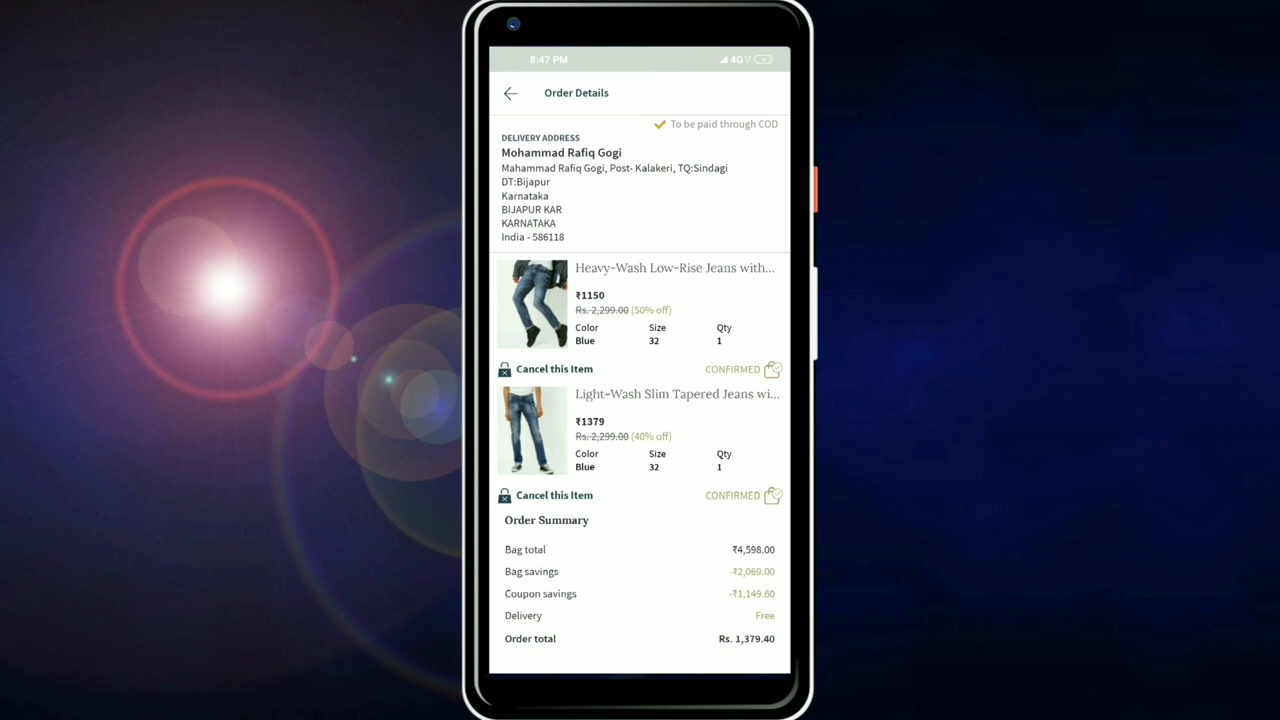 8:47 PM 4G
Order Details
To be paid through COD
DELIVERY ADDRESS
Mohammad Rafiq Gogi
Mahammad Rafiq Gogi, Post- Kalakeri, TQ:Sindagi
DT:Bijapur
Karnataka
BIJAPUR KAR
KARNATAKA
India - 586118
Heavy-Wash Low-Rise Jeans with...
₹1150
Rs. 2,299.00 (50% off)
Color Size Qty
Blue 32 1
Cancel this Item CONFIRMED
Light-Wash Slim Tapered Jeans wi...
₹1379
Rs. 2,299.00 (40% off)
Color Size Qty
Blue 32 1
Cancel this Item CONFIRMED
Order Summary
Bag total ₹4,598.00
Bag savings -₹2,069.00
Coupon savings -₹1,149.60
Delivery Free
Order total Rs. 1,379.40